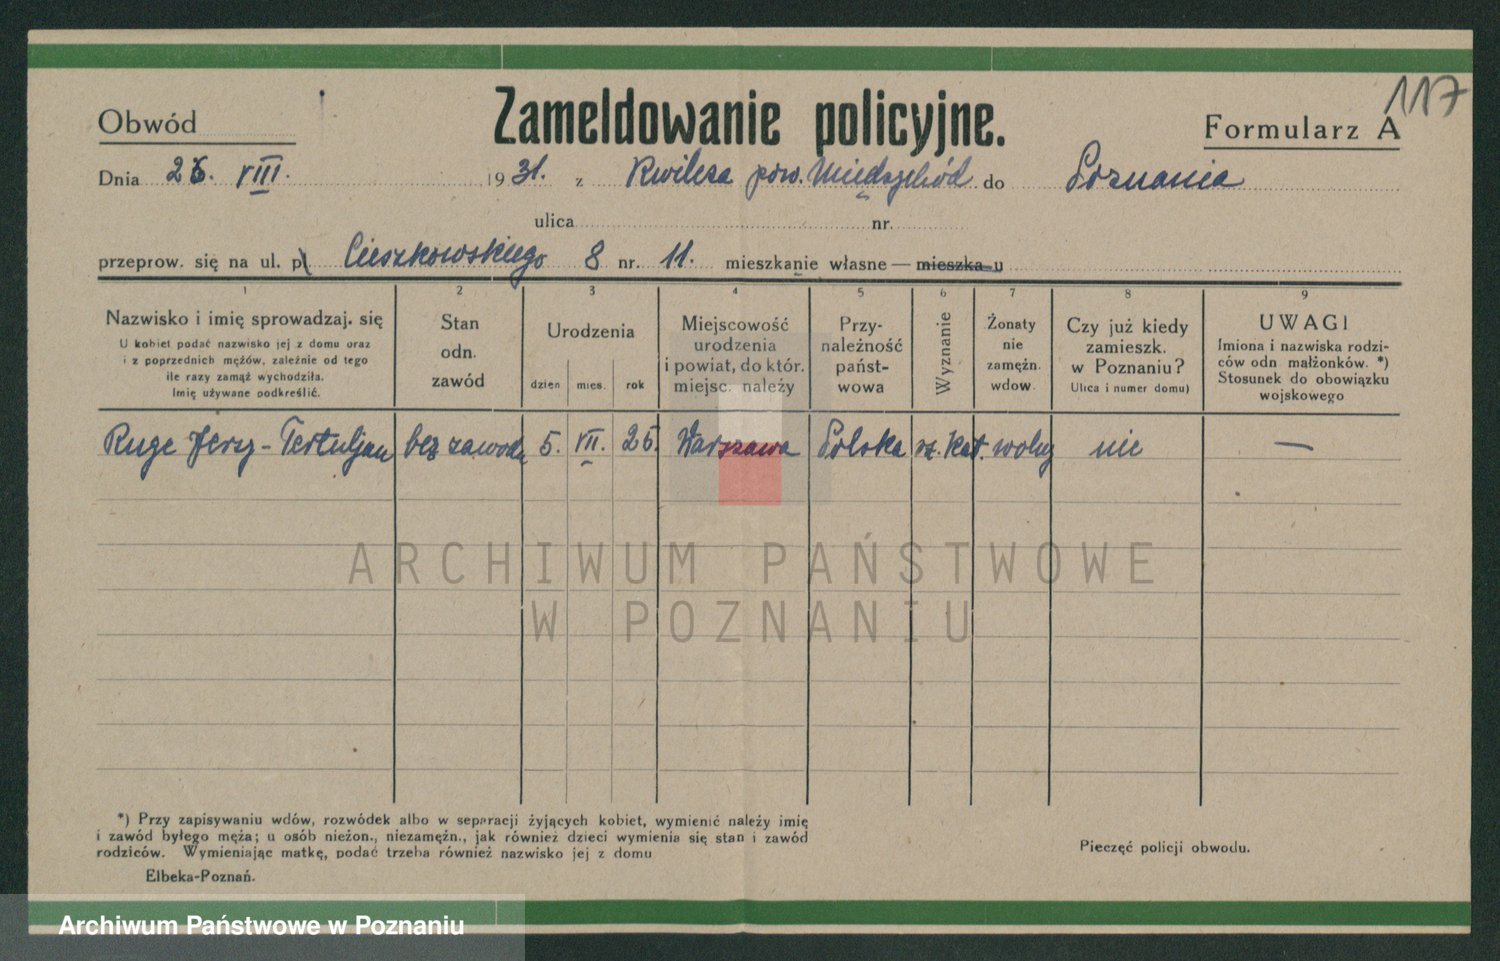 117
Zameldowanie policyjne.
Obwód
Formularz A
Dnia 26. VIII. 1931. z Kwilcza pow. Międzychód do Poznania
ulica nr.
przeprow. się na ul. pl Cieszkowskiego 8 nr. 11. mieszkanie własne — mieszka u
1 2 3 4 5 6 7 8 9
Nazwisko i imię sprowadzaj. się
U kobiet podać nazwisko jej z domu oraz
i z poprzednich mężów, zależnie od tego
ile razy zamąż wychodziła.
Imię używane podkreślić.
Stan
odn.
zawód
Urodzenia
dzień mies. rok
Miejscowość
urodzenia
i powiat, do któr.
miejsc. należy
Przy-
należność
państ-
wowa
Wyznanie
Żonaty
nie
zamężn.
wdow.
Czy już kiedy
zamieszk.
w Poznaniu?
Ulica i numer domu)
UWAGI
Imiona i nazwiska rodzi-
ców odn małżonków. *)
Stosunek do obowiązku
wojskowego
Ruge Jerzy - Tertuljan bez zawodu 5. VII. 25. Warszawa Polska rz. kat. wolny nie —
ARCHIWUM PAŃSTWOWE
W POZNANIU
*) Przy zapisywaniu wdów, rozwódek albo w separacji żyjących kobiet, wymienić należy imię
i zawód byłego męża; u osób nieżon., niezamężn., jak również dzieci wymienia się stan i zawód
rodziców. Wymieniając matkę, podać trzeba również nazwisko jej z domu
Pieczęć policji obwodu.
Elbeka-Poznań.
Archiwum Państwowe w Poznaniu